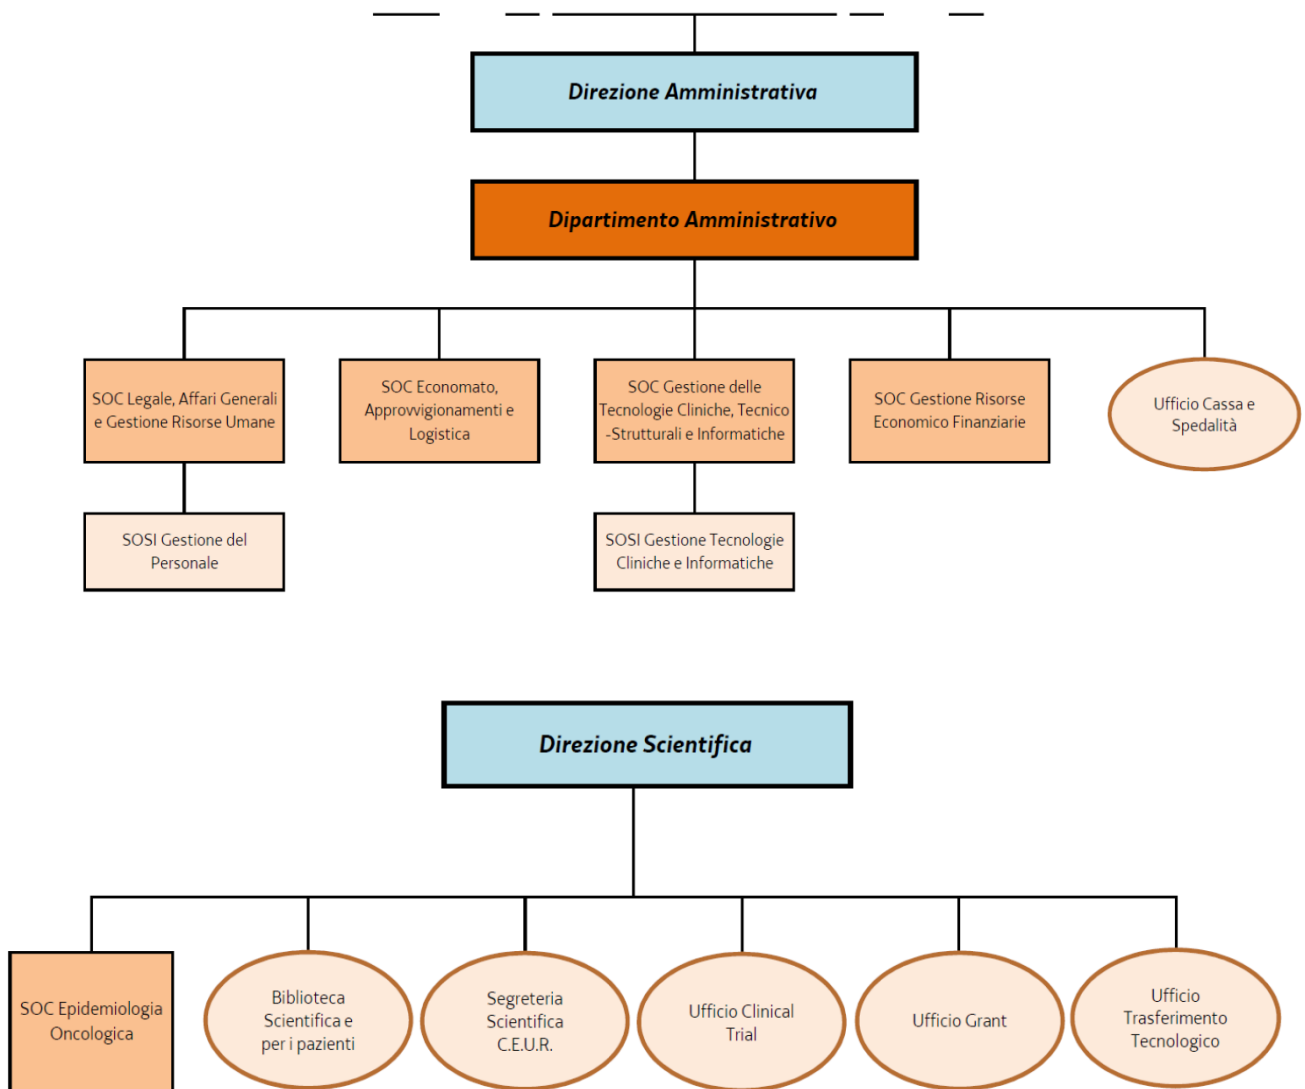 Direzione Amministrativa
Dipartimento Amministrativo
SOC Legale, Affari Generali
e Gestione Risorse Umane
SOC Economato,
Approvvigionamenti e
Logistica
SOC Gestione delle
Tecnologie Cliniche, Tecnico
-Strutturali e Informatiche
SOC Gestione Risorse
Economico Finanziarie
Ufficio Cassa e
Spedalità
SOSI Gestione del
Personale
SOSI Gestione Tecnologie
Cliniche e Informatiche
Direzione Scientifica
SOC Epidemiologia
Oncologica
Biblioteca
Scientifica e
per i pazienti
Segreteria
Scientifica
C.E.U.R.
Ufficio Clinical
Trial
Ufficio Grant
Ufficio
Trasferimento
Tecnologico